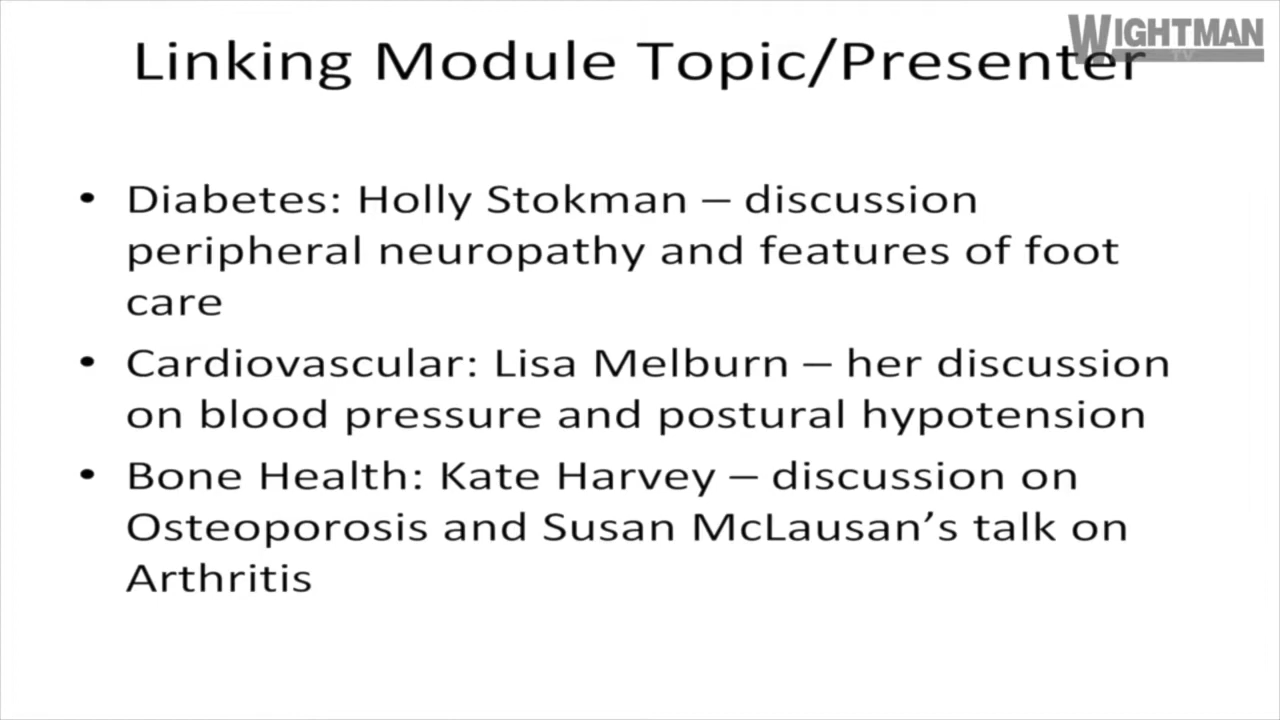 WIGHTMAN
TV
Linking Module Topic/Presenter
• Diabetes: Holly Stokman – discussion
peripheral neuropathy and features of foot
care
• Cardiovascular: Lisa Melburn – her discussion
on blood pressure and postural hypotension
• Bone Health: Kate Harvey – discussion on
Osteoporosis and Susan McLausan’s talk on
Arthritis